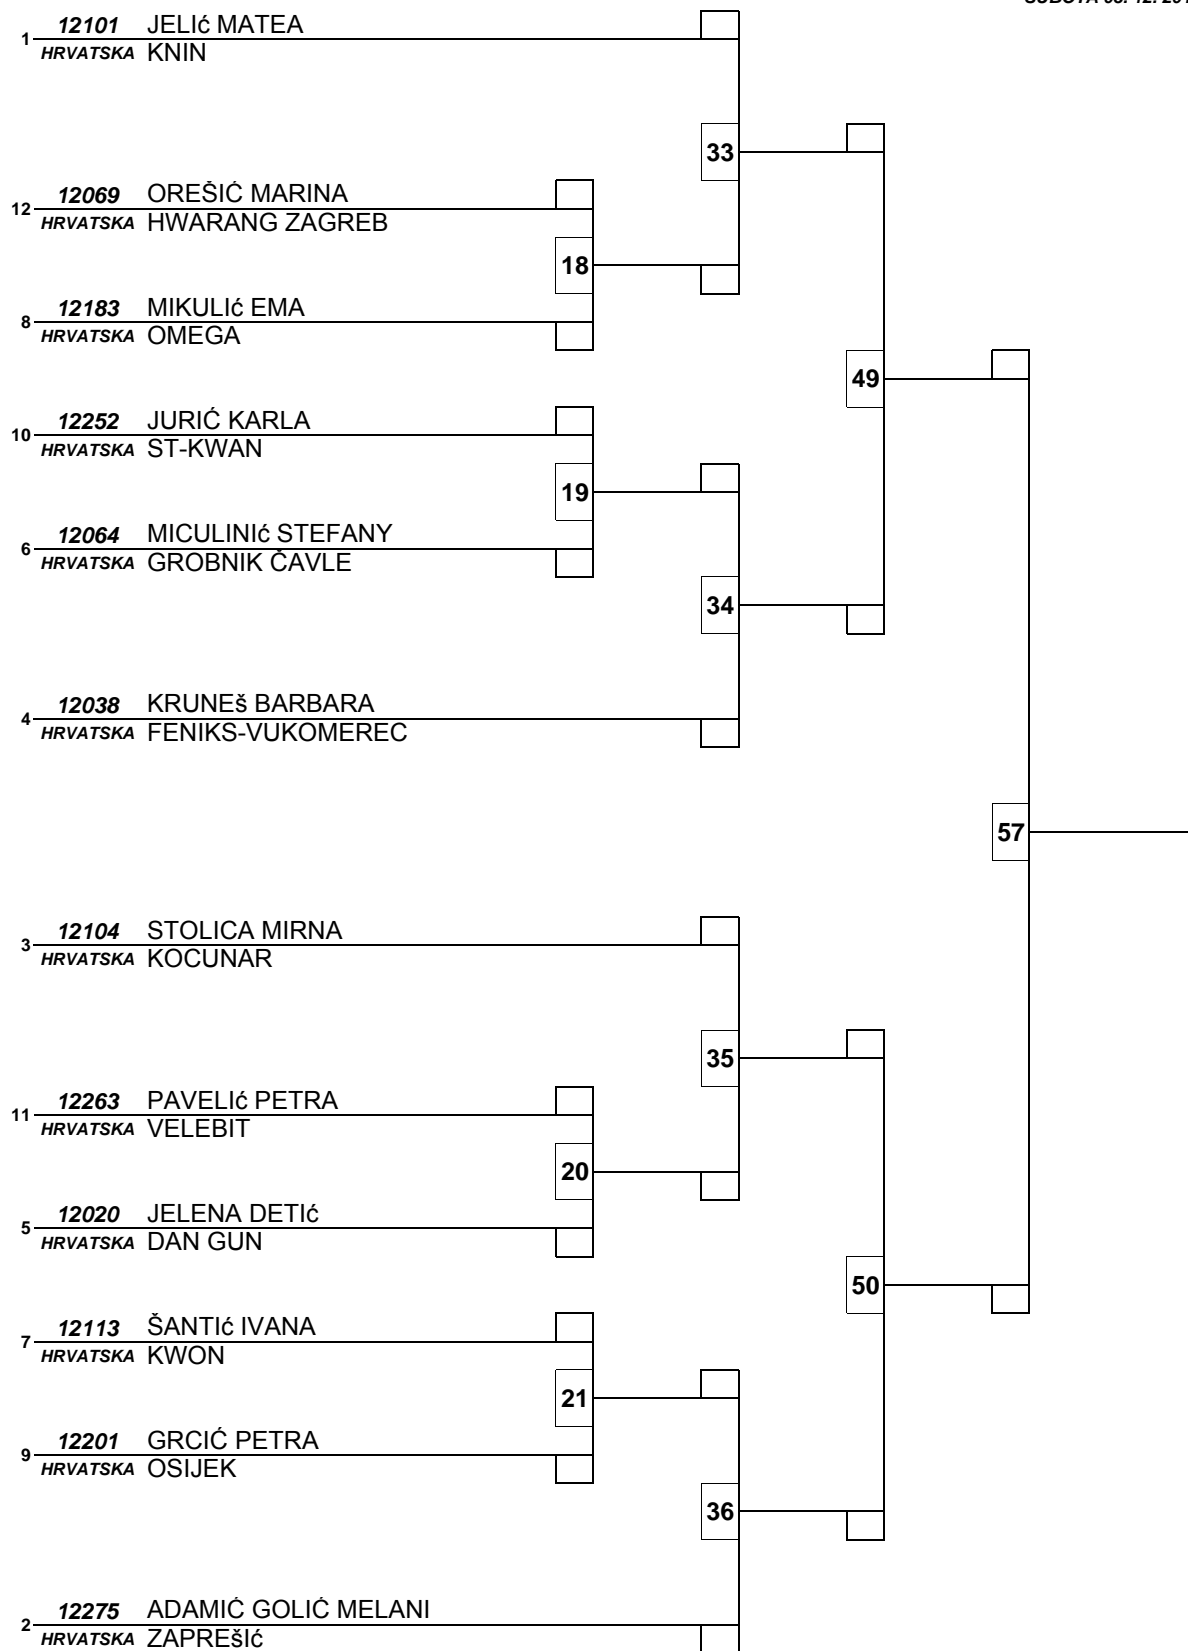 12101 JELIć MATEA
1 HRVATSKA KNIN
33
12069 OREŠIĆ MARINA
12 HRVATSKA HWARANG ZAGREB
18
12183 MIKULIć EMA
8 HRVATSKA OMEGA
49
12252 JURIĆ KARLA
10 HRVATSKA ST-KWAN
19
12064 MICULINIć STEFANY
6 HRVATSKA GROBNIK ČAVLE
34
12038 KRUNEš BARBARA
4 HRVATSKA FENIKS-VUKOMEREC
57
12104 STOLICA MIRNA
3 HRVATSKA KOCUNAR
35
12263 PAVELIć PETRA
11 HRVATSKA VELEBIT
20
12020 JELENA DETIć
5 HRVATSKA DAN GUN
50
12113 ŠANTIć IVANA
7 HRVATSKA KWON
21
12201 GRCIĆ PETRA
9 HRVATSKA OSIJEK
36
12275 ADAMIĆ GOLIĆ MELANI
2 HRVATSKA ZAPREšIć